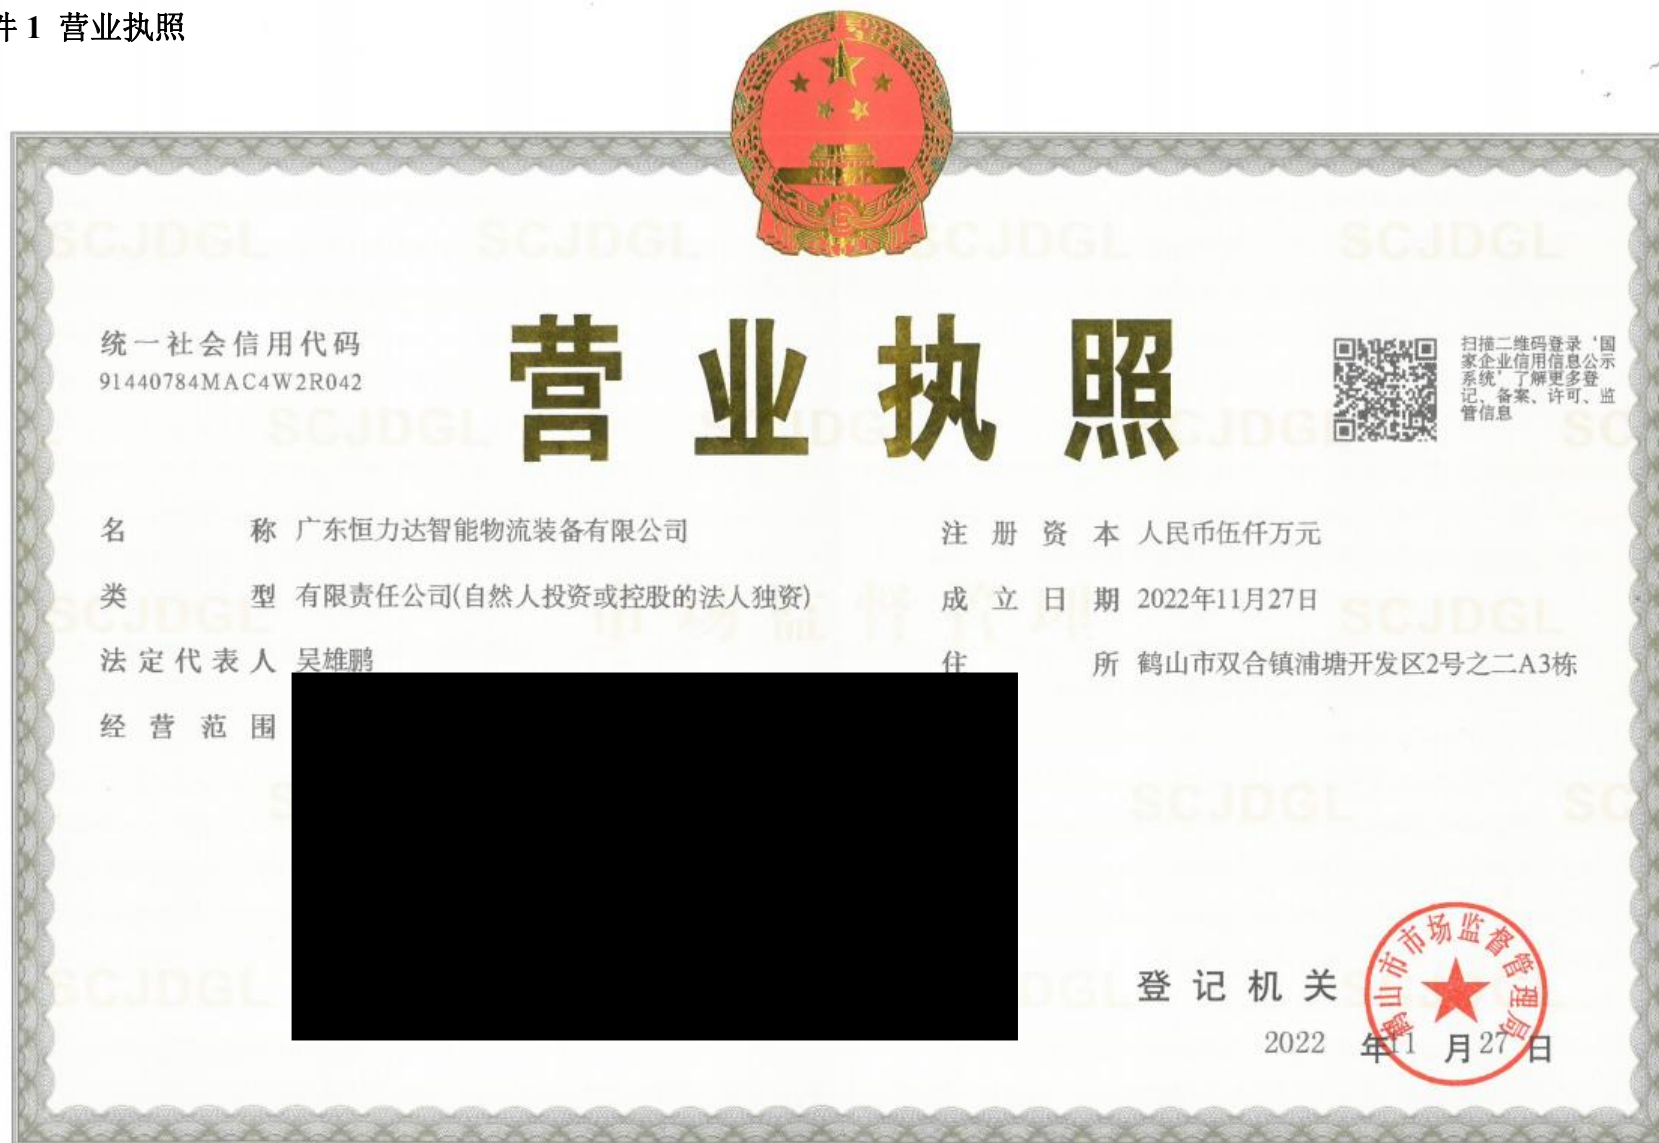 件 1 营业执照
统一社会信用代码
91440784MAC4W2R042
营业执照
扫描二维码登录‘国
家企业信用信息公示
系统’了解更多登
记、备案、许可、监
管信息
名称 广东恒力达智能物流装备有限公司
注册资本 人民币伍仟万元
类型 有限责任公司(自然人投资或控股的法人独资)
成立日期 2022年11月27日
法定代表人 吴雄鹏
住所 鹤山市双合镇浦塘开发区2号之二A3栋
经营范围
登记机关
鹤山市市场监督管理局
2022 年11 月27日
SCJDGL
市场监督管理